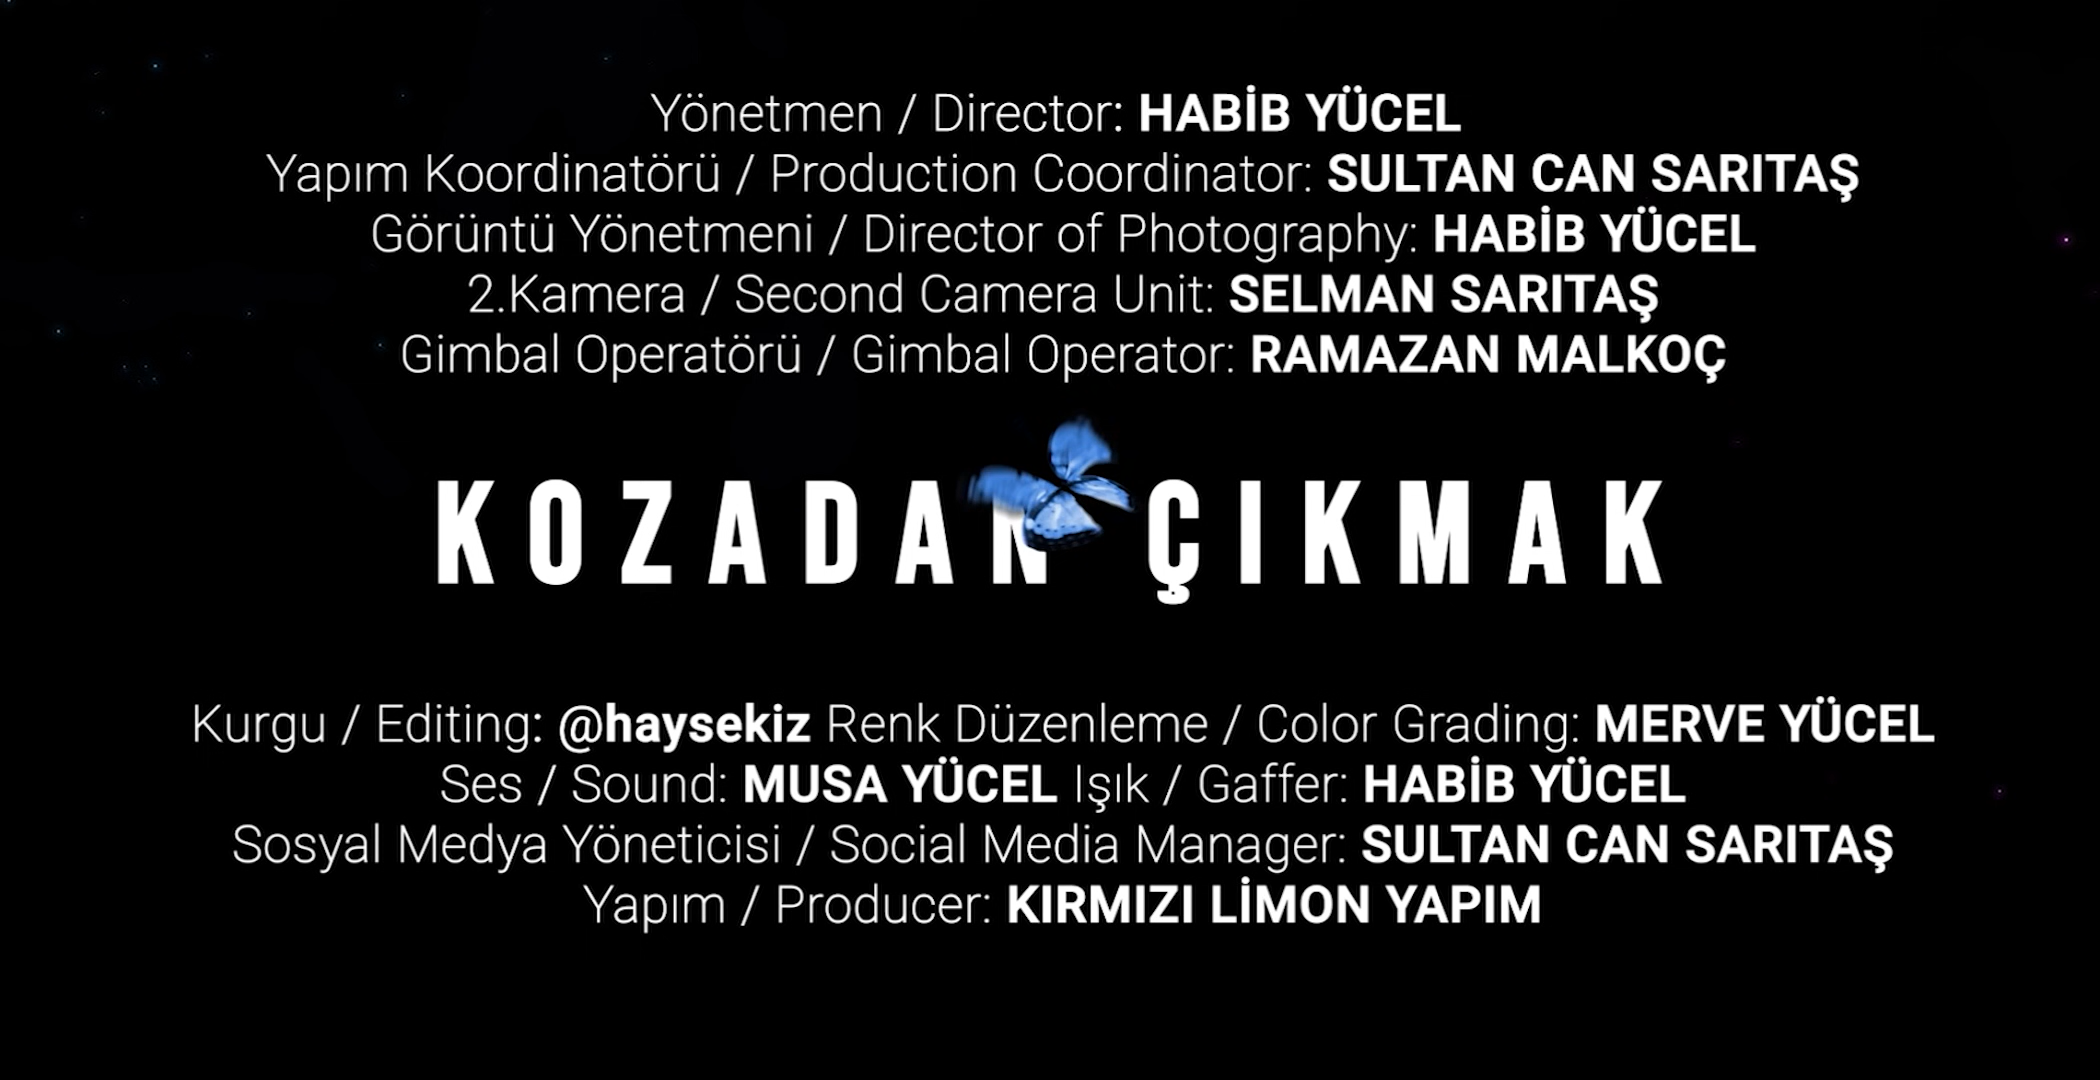 Yönetmen / Director: HABİB YÜCEL
Yapım Koordinatörü / Production Coordinator: SULTAN CAN SARITAŞ
Görüntü Yönetmeni / Director of Photography: HABİB YÜCEL
2.Kamera / Second Camera Unit: SELMAN SARITAŞ
Gimbal Operatörü / Gimbal Operator: RAMAZAN MALKOÇ
KOZADAN ÇIKMAK
Kurgu / Editing: @haysekiz Renk Düzenleme / Color Grading: MERVE YÜCEL
Ses / Sound: MUSA YÜCEL Işık / Gaffer: HABİB YÜCEL
Sosyal Medya Yöneticisi / Social Media Manager: SULTAN CAN SARITAŞ
Yapım / Producer: KIRMIZI LİMON YAPIM